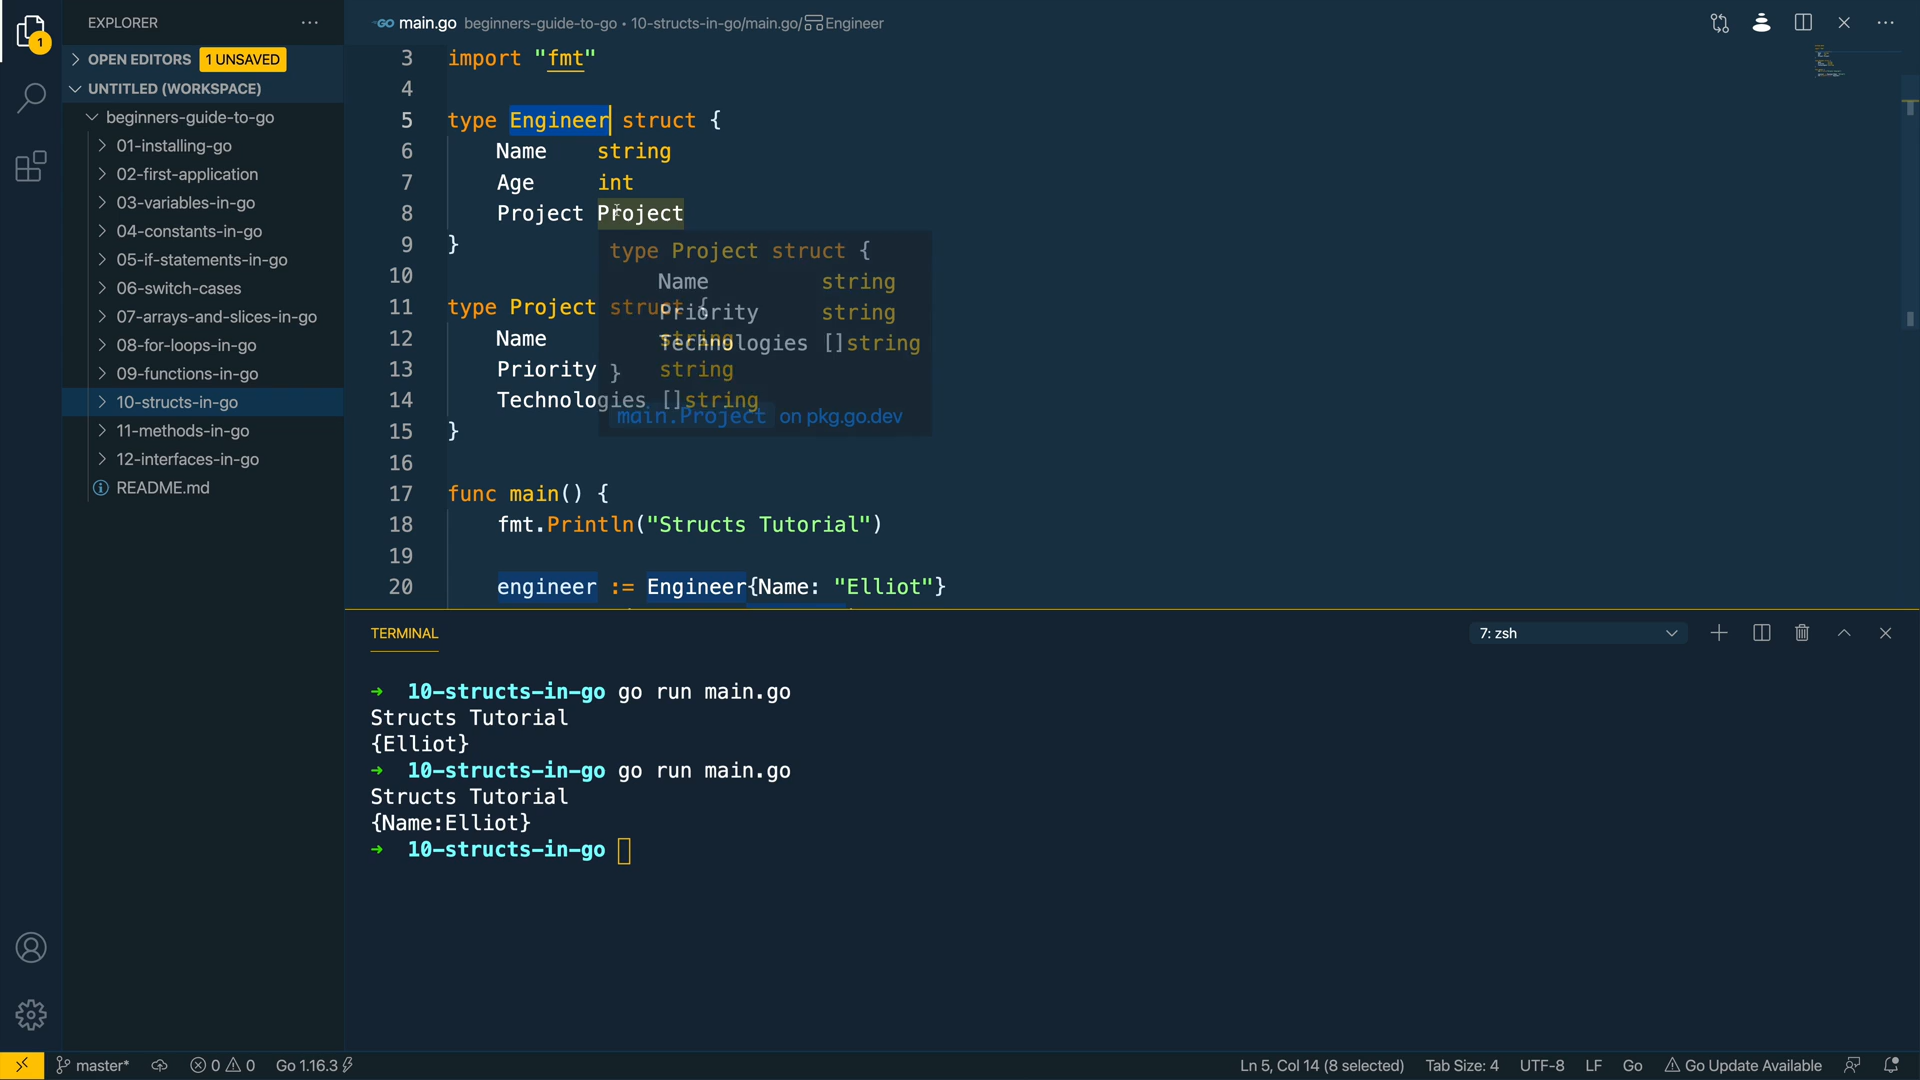 1
EXPLORER
OPEN EDITORS 1 UNSAVED
UNTITLED (WORKSPACE)
beginners-guide-to-go
01-installing-go
02-first-application
03-variables-in-go
04-constants-in-go
05-if-statements-in-go
06-switch-cases
07-arrays-and-slices-in-go
08-for-loops-in-go
09-functions-in-go
10-structs-in-go
11-methods-in-go
12-interfaces-in-go
README.md
GO main.go beginners-guide-to-go • 10-structs-in-go/main.go/ Engineer
3 import "fmt"
4
5 type Engineer struct {
6 Name string
7 Age int
8 Project Project
9 }
10
11 type Project struct {
12 Name string
13 Priority string
14 Technologies []string
15 }
16
17 func main() {
18 fmt.Println("Structs Tutorial")
19
20 engineer := Engineer{Name: "Elliot"}
type Project struct {
Name string
Priority string
Technologies []string
}
main.Project on pkg.go.dev
TERMINAL
7: zsh
➜ 10-structs-in-go go run main.go
Structs Tutorial
{Elliot}
➜ 10-structs-in-go go run main.go
Structs Tutorial
{Name:Elliot}
➜ 10-structs-in-go
master* 0 0 Go 1.16.3 Ln 5, Col 14 (8 selected) Tab Size: 4 UTF-8 LF Go Go Update Available